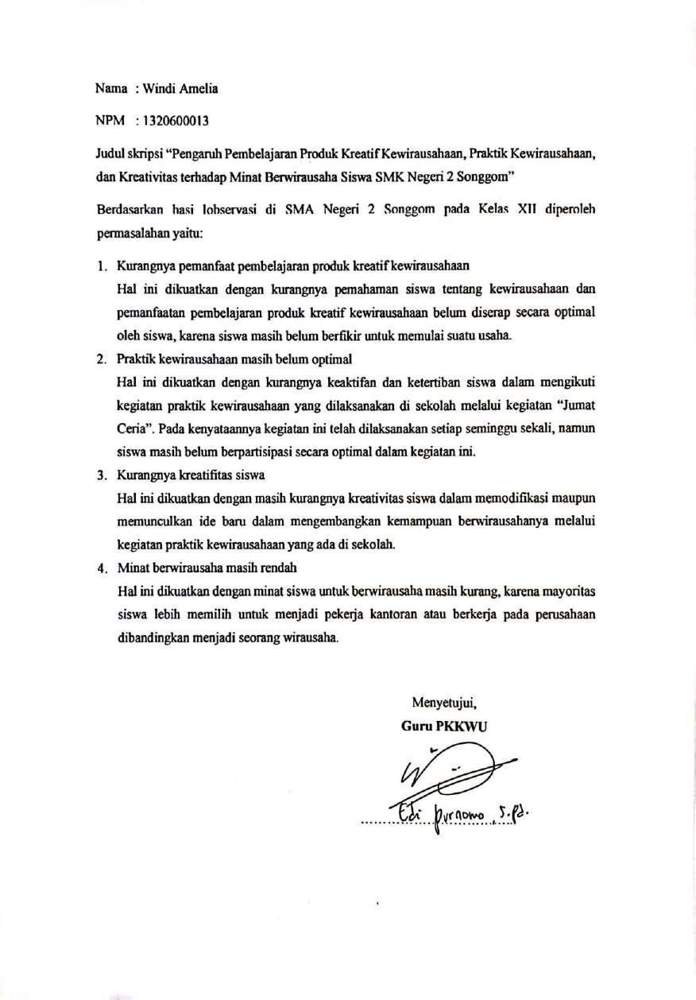 Nama : Windi Amelia
NPM : 1320600013
Judul skripsi “Pengaruh Pembelajaran Produk Kreatif Kewirausahaan, Praktik Kewirausahaan,
dan Kreativitas terhadap Minat Berwirausaha Siswa SMK Negeri 2 Songgom”
Berdasarkan hasi lobservasi di SMA Negeri 2 Songgom pada Kelas XII diperoleh
permasalahan yaitu:
1. Kurangnya pemanfaat pembelajaran produk kreatif kewirausahaan
Hal ini dikuatkan dengan kurangnya pemahaman siswa tentang kewirausahaan dan
pemanfaatan pembelajaran produk kreatif kewirausahaan belum diserap secara optimal
oleh siswa, karena siswa masih belum berfikir untuk memulai suatu usaha.
2. Praktik kewirausahaan masih belum optimal
Hal ini dikuatkan dengan kurangnya keaktifan dan ketertiban siswa dalam mengikuti
kegiatan praktik kewirausahaan yang dilaksanakan di sekolah melalui kegiatan “Jumat
Ceria”. Pada kenyataannya kegiatan ini telah dilaksanakan setiap seminggu sekali, namun
siswa masih belum berpartisipasi secara optimal dalam kegiatan ini.
3. Kurangnya kreatifitas siswa
Hal ini dikuatkan dengan masih kurangnya kreativitas siswa dalam memodifikasi maupun
memunculkan ide baru dalam mengembangkan kemampuan berwirausahanya melalui
kegiatan praktik kewirausahaan yang ada di sekolah.
4. Minat berwirausaha masih rendah
Hal ini dikuatkan dengan minat siswa untuk berwirausaha masih kurang, karena mayoritas
siswa lebih memilih untuk menjadi pekerja kantoran atau berkerja pada perusahaan
dibandingkan menjadi seorang wirausaha.
Menyetujui,
Guru PKKWU
Edi purnomo, S.Pd.